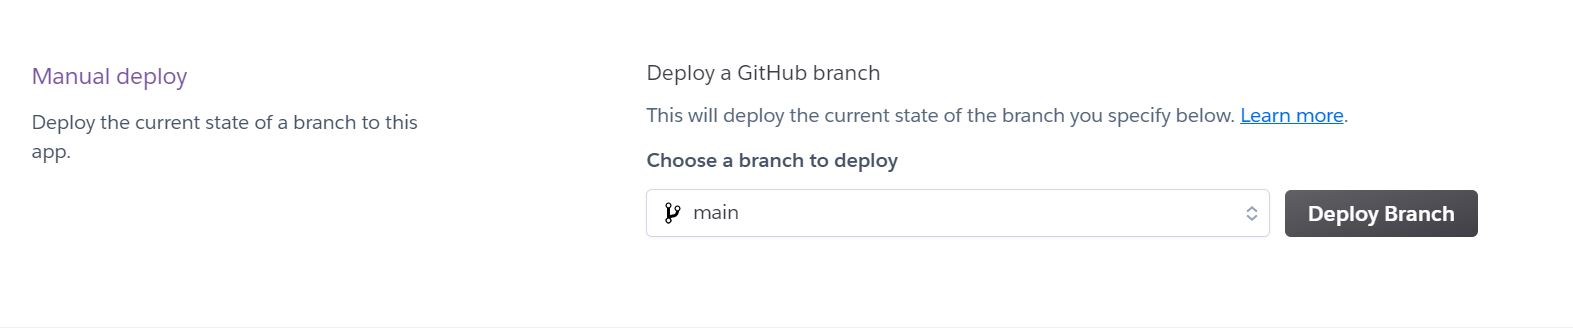 Manual deploy
Deploy the current state of a branch to this
app.
Deploy a GitHub branch
This will deploy the current state of the branch you specify below. Learn more.
Choose a branch to deploy
main
Deploy Branch